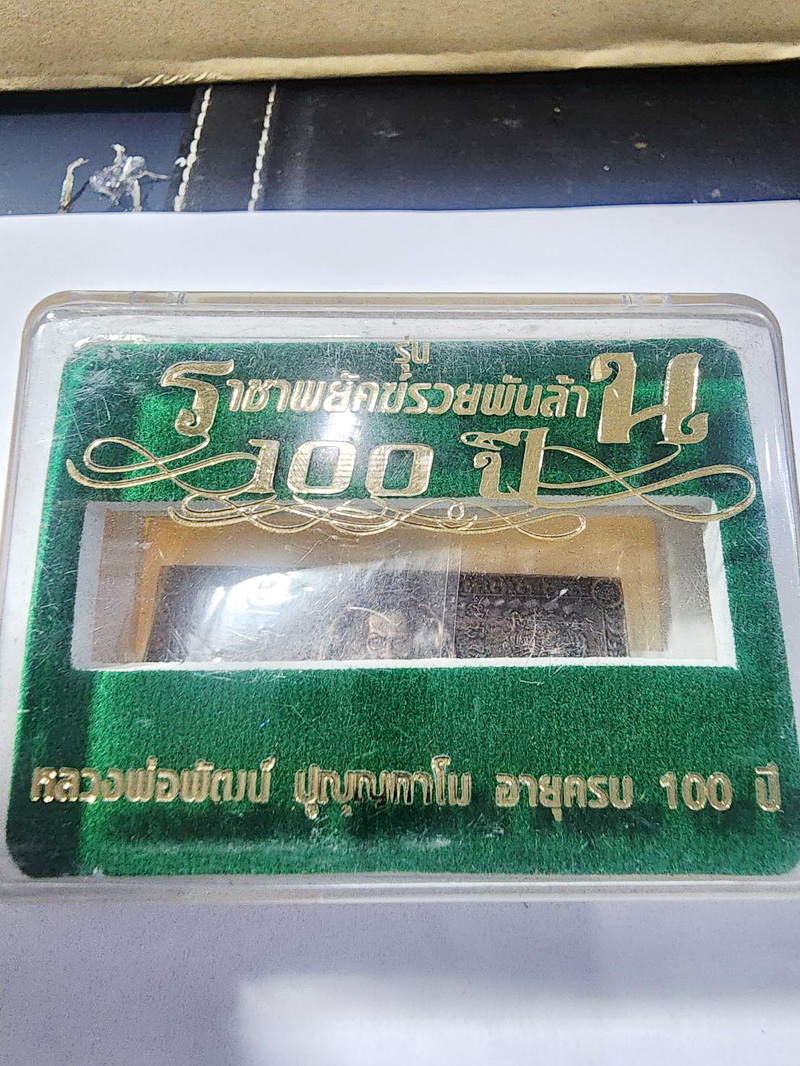 รุ่น
ราชาพยัคฆ์รวยพันล้าน
100 ปี
หลวงพ่อพัฒน์ ปุญฺญกาโม อายุครบ 100 ปี